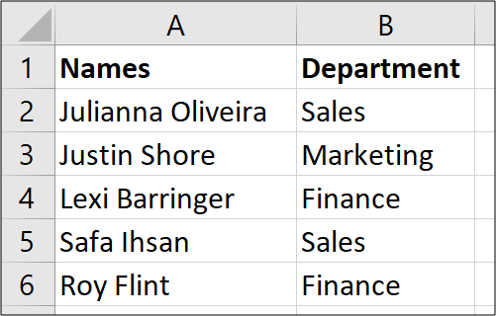 A B
1 Names Department
2 Julianna Oliveira Sales
3 Justin Shore Marketing
4 Lexi Barringer Finance
5 Safa Ihsan Sales
6 Roy Flint Finance